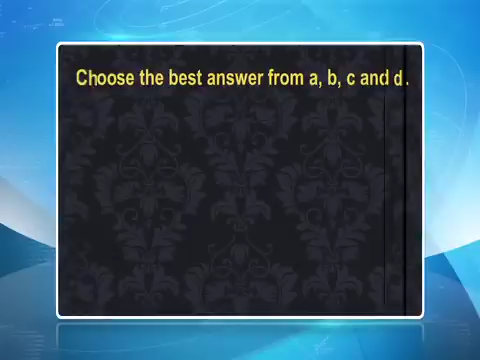 Choose the best answer from a, b, c and d.